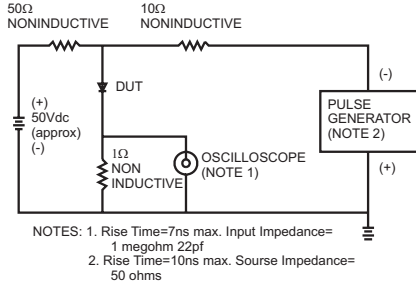 50Ω
NONINDUCTIVE
10Ω
NONINDUCTIVE
DUT
(+)
50Vdc
(approx)
(-)
1Ω
NON
INDUCTIVE
OSCILLOSCOPE
(NOTE 1)
(-)
PULSE
GENERATOR
(NOTE 2)
(+)
NOTES: 1. Rise Time=7ns max. Input Impedance=
1 megohm 22pf
2. Rise Time=10ns max. Sourse Impedance=
50 ohms